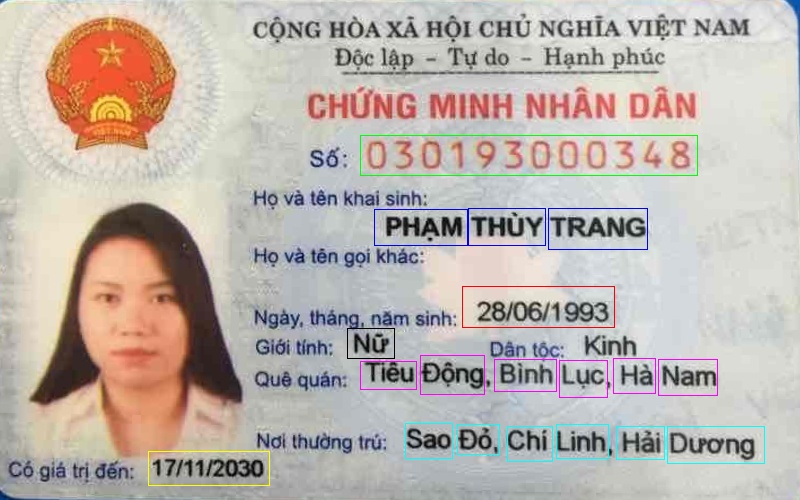 CỘNG HÒA XÃ HỘI CHỦ NGHĨA VIỆT NAM
Độc lập – Tự do – Hạnh phúc
CHỨNG MINH NHÂN DÂN
Số: 030193000348
Họ và tên khai sinh:
PHẠM THÙY TRANG
Họ và tên gọi khác:
Ngày, tháng, năm sinh: 28/06/1993
Giới tính: Nữ Dân tộc: Kinh
Quê quán: Tiêu Động, Bình Lục, Hà Nam
Nơi thường trú: Sao Đỏ, Chí Linh, Hải Dương
Có giá trị đến: 17/11/2030